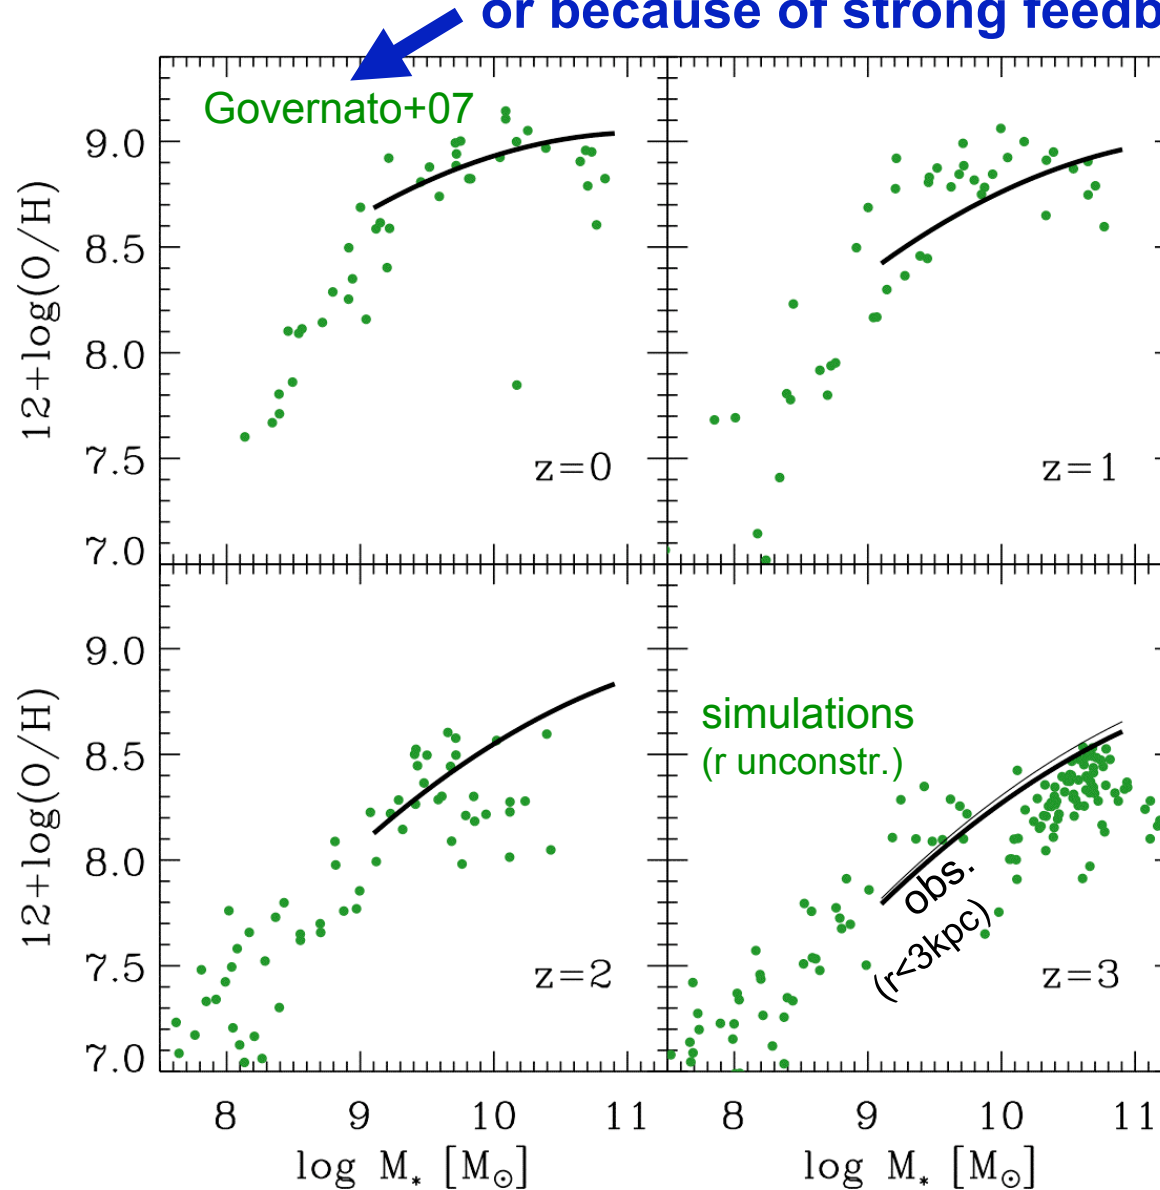 or because of strong feedb
Governato+07
12+log(O/H)
9.0
8.5
8.0
7.5
7.0
z=0
z=1
12+log(O/H)
9.0
8.5
8.0
7.5
7.0
z=2
simulations
(r unconstr.)
obs.
(r<3kpc)
z=3
8 9 10 11 8 9 10 11
log M* [M⊙] log M* [M⊙]